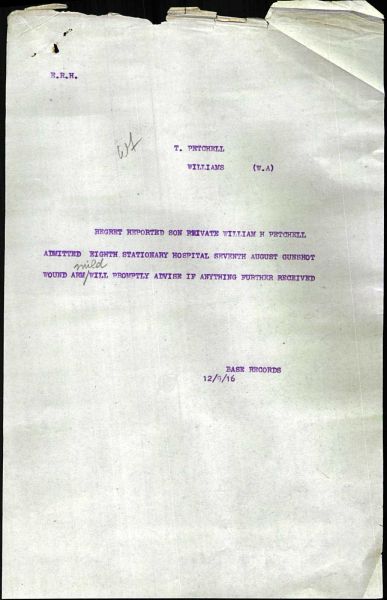 E.R.H.
wt
T. PETCHELL
WILLIAMS (W.A)
REGRET REPORTED SON PRIVATE WILLIAM H PETCHELL
ADMITTED EIGHTH STATIONARY HOSPITAL SEVENTH AUGUST GUNSHOT
mild
WOUND ARM/WILL PROMPTLY ADVISE IF ANYTHING FURTHER RECEIVED
BASE RECORDS
12/9/16